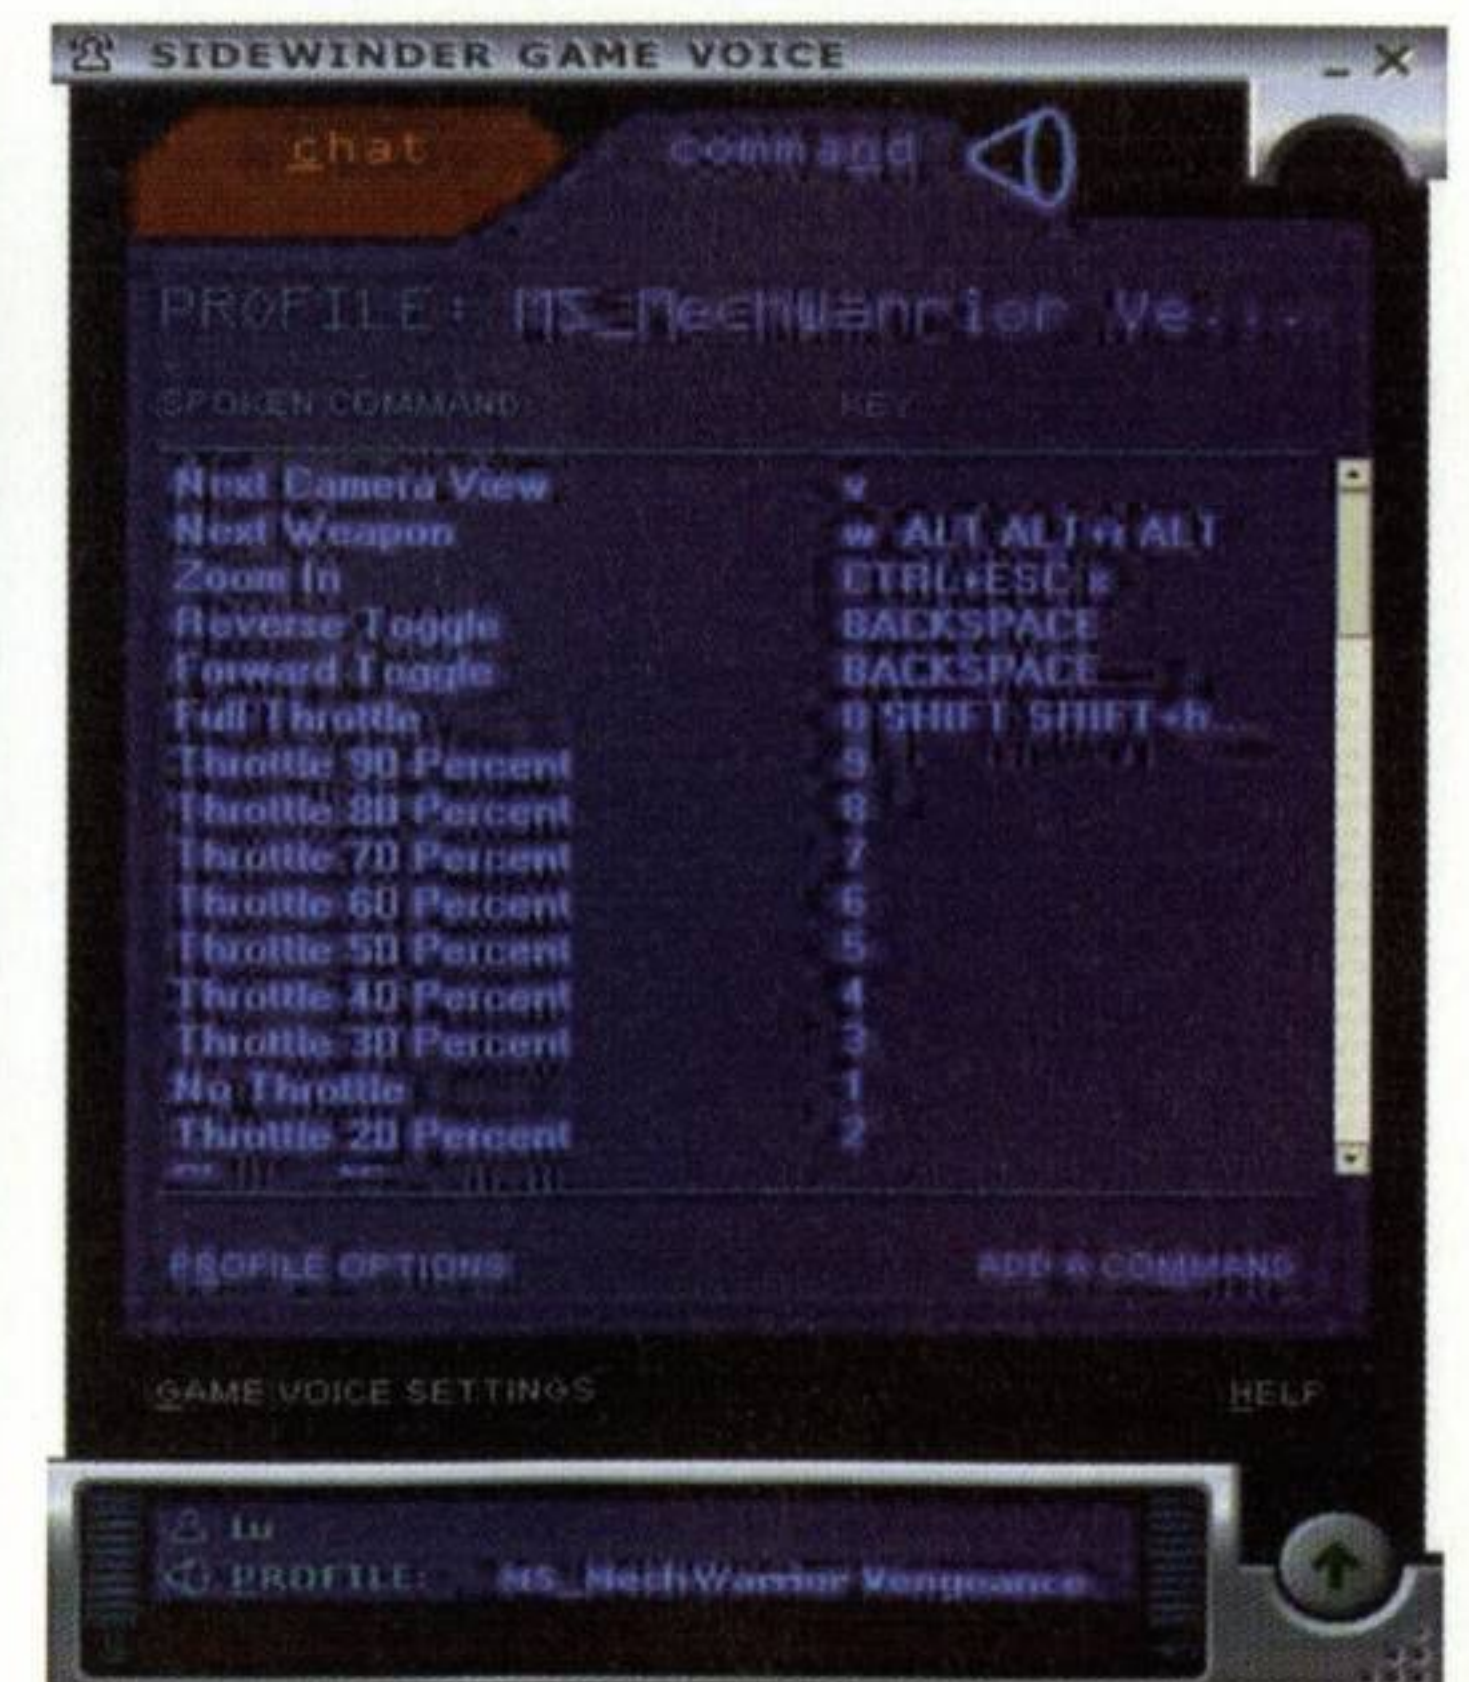 SIDEWINDER GAME VOICE
chat command
PROFILE: MS_MechWarrior Ve...
SPOKEN COMMAND KEY
Next Camera View v
Next Weapon w ALT ALT+ ALT
Zoom In CTRL+ESC
Reverse Toggle BACKSPACE
Forward Toggle BACKSPACE
Full Throttle 0 SHIFT SHIFT+h...
Throttle 90 Percent 9
Throttle 80 Percent 8
Throttle 70 Percent 7
Throttle 60 Percent 6
Throttle 50 Percent 5
Throttle 40 Percent 4
Throttle 30 Percent 3
No Throttle 1
Throttle 20 Percent 2
PROFILE OPTIONS ADD A COMMAND
GAME VOICE SETTINGS HELP
Lu
PROFILE: MS_MechWarrior Vengeance